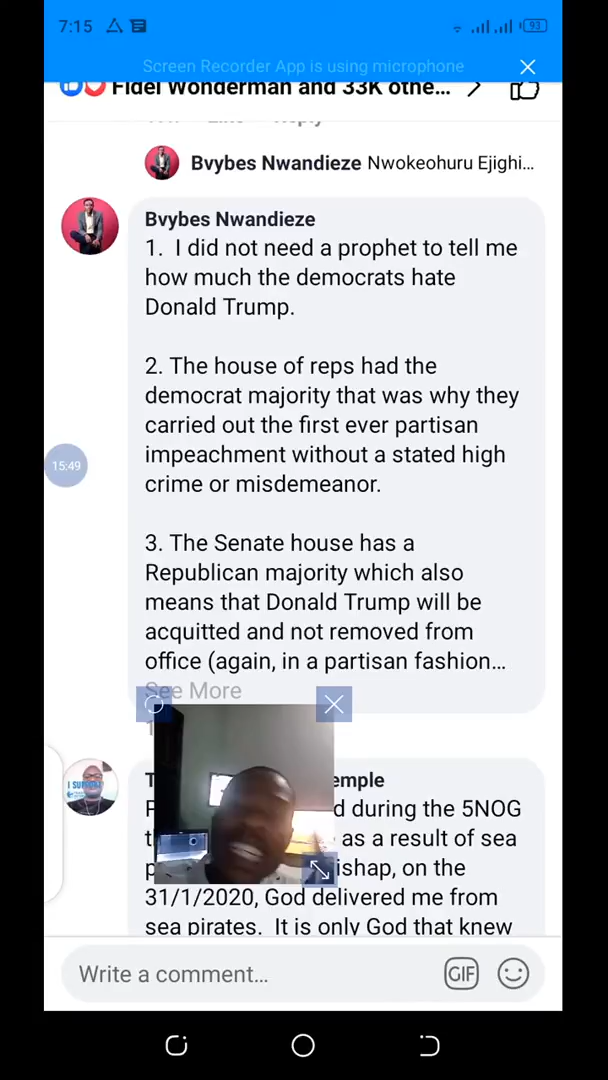 7:15
93
Screen Recorder App is using microphone
Fidel Wonderman and 33K othe...
Bvybes Nwandieze Nwokeohuru Ejighi...
Bvybes Nwandieze
1. I did not need a prophet to tell me
how much the democrats hate
Donald Trump.
2. The house of reps had the
democrat majority that was why they
carried out the first ever partisan
impeachment without a stated high
crime or misdemeanor.
15:49
3. The Senate house has a
Republican majority which also
means that Donald Trump will be
acquitted and not removed from
office (again, in a partisan fashion...
See More
I SUPPORT
emple
d during the 5NOG
as a result of sea
ishap, on the
31/1/2020, God delivered me from
sea pirates. It is only God that knew
Write a comment...
GIF